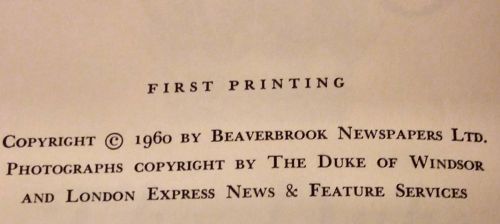 FIRST PRINTING
COPYRIGHT © 1960 BY BEAVERBROOK NEWSPAPERS LTD.
PHOTOGRAPHS COPYRIGHT BY THE DUKE OF WINDSOR
AND LONDON EXPRESS NEWS & FEATURE SERVICES